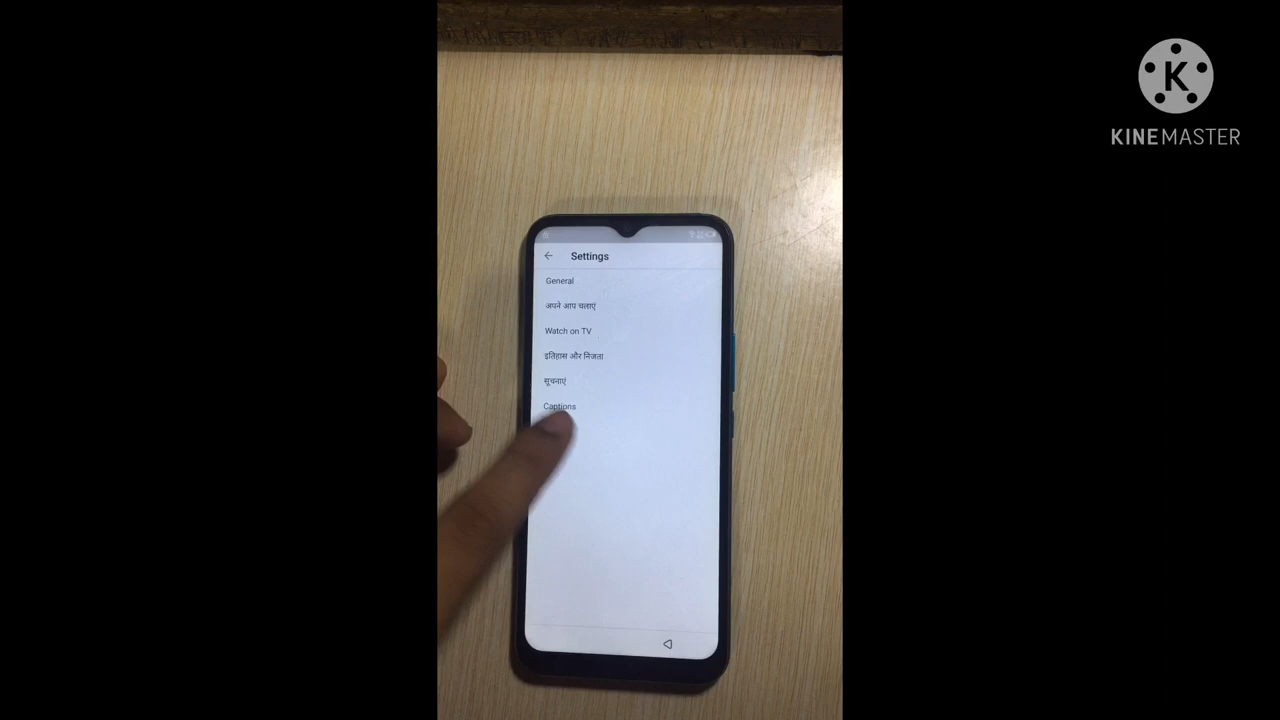 K
KINEMASTER
Settings
General
अपने आप चलाएं
Watch on TV
इतिहास और निजता
सूचनाएं
Captions